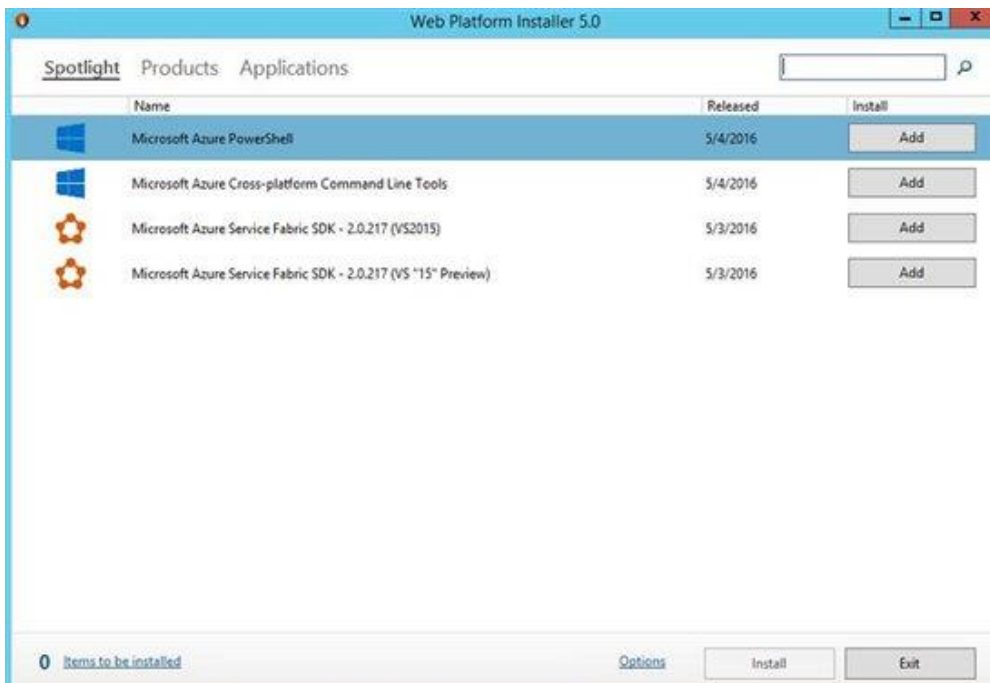 Web Platform Installer 5.0
Spotlight Products Applications
Name Released Install
Microsoft Azure PowerShell 5/4/2016 Add
Microsoft Azure Cross-platform Command Line Tools 5/4/2016 Add
Microsoft Azure Service Fabric SDK - 2.0.217 (VS2015) 5/3/2016 Add
Microsoft Azure Service Fabric SDK - 2.0.217 (VS "15" Preview) 5/3/2016 Add
0 Items to be installed Options Install Exit